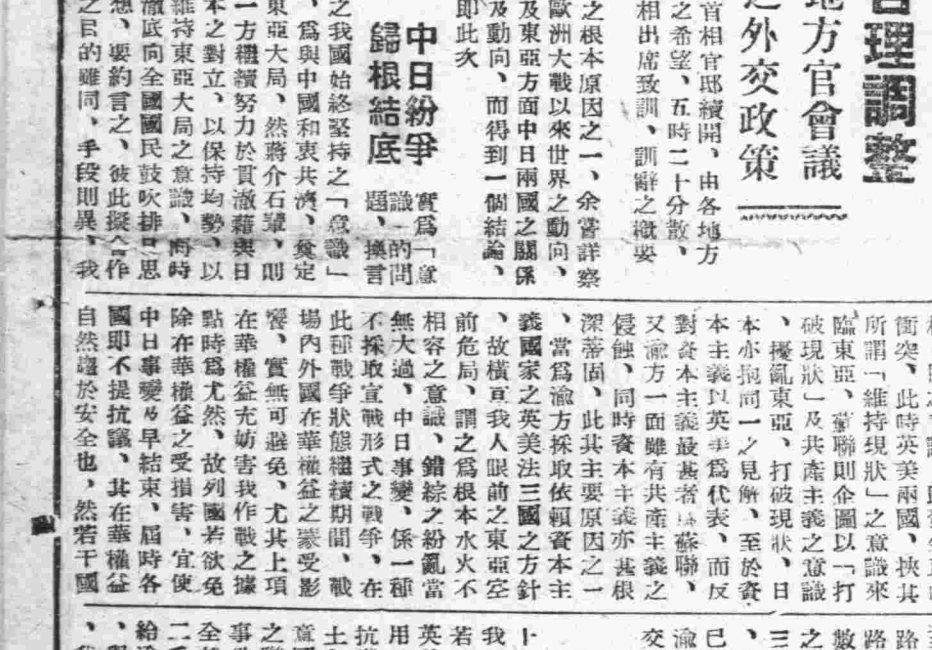 理調整
地方官會議
之外交政策
官相官邸續開、由各地方
之希望、五時二十分散、
相出席致訓、訓辭之概要
之根本原因之一、余嘗詳察
歐洲大戰以來世界之動向、
及東亞方面中日兩國之關係
及動向、而得到一個結論、
即此次
中日紛爭
歸根結底
實爲「意
識」的問
題、換言
之我國始終堅持之「意識」
、爲與中國和衷共濟、奠定
東亞大局、然蔣介石輩、則
一方繼續努力於貫澈藉與日
本之對立、以保持均勢、以
維持東亞大局之意識、同時
澈底向全國國民鼓吹排日思
想、要約言之、彼此擬合作
之目的雖同、手段則異、我
衝突、此時英美兩國、挾其
所謂「維持現狀」之意識來
臨東亞、蘇聯則企圖以「打
破現狀」及共產主義之意識
、擾亂東亞、打破現狀、日
本亦抱同一之見解、至於資
本主義以英美爲代表、而反
對資本主義最甚者爲蘇聯、
又渝方一面雖有共產主義之
侵蝕、同時資本主義亦甚根
深蒂固、此其主要原因之一
、當爲渝方採取依賴資本主
義國家之英美法三國之方針
、故橫亘我人眼前之東亞空
前危局、謂之爲根本水火不
相容之意識、錯綜之紛亂當
無大過、中日事變、係一種
不採取宣戰形式之戰爭、在
此種戰爭狀態繼續期間、戰
場內外國在華權益之蒙受影
響、實無可避免、尤其上項
在華權益充妨害我作戰之據
點時爲尤然、故列國若欲免
除在華權益之受損害、宜使
中日事變及早結束、屆時各
國即不提抗議、其在華權益
自然趨於安全也、然若干國
路
路
數
之
三
、
已
渝
交
我
若
英
用
抗
土
意
之
事
全
二
給